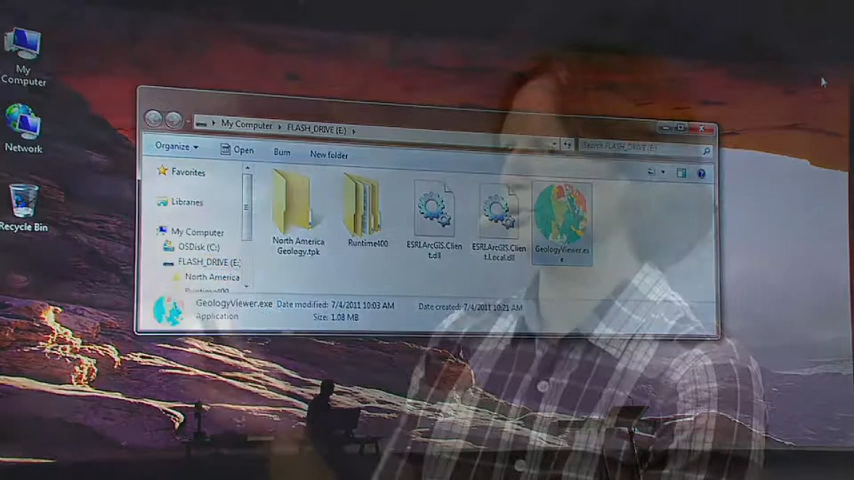 My
Computer
Network
Recycle Bin
My Computer
FLASH_DRIVE (E:)
Search FLASH_DRIVE (E:)
Organize
Open
Burn
New folder
Favorites
Libraries
My Computer
OSDisk (C:)
FLASH_DRIVE (E:)
North America
Runtime400
North America
Geology.tpk
Runtime400
ESRI.ArcGIS.Clien
t.dll
ESRI.ArcGIS.Clien
t.Local.dll
GeologyViewer.ex
e
GeologyViewer.exe Date modified: 7/4/2011 10:03 AM Date created: 7/4/2011 10:21 AM
Application Size: 1.08 MB